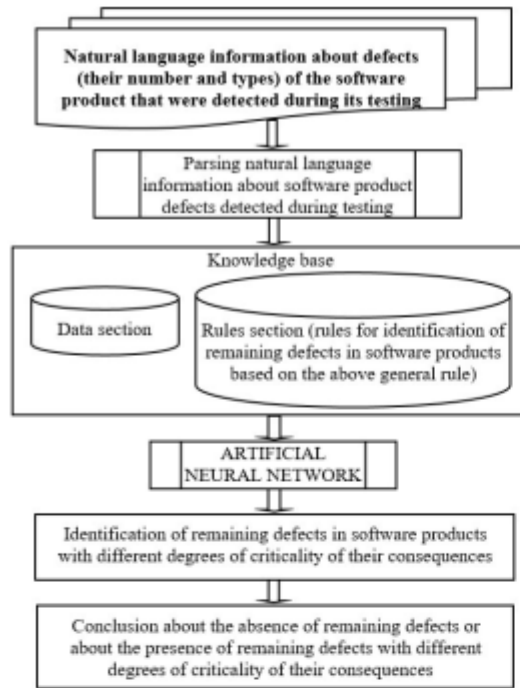 Natural language information about defects
(their number and types) of the software
product that were detected during its testing
Parsing natural language
information about software product
defects detected during testing
Knowledge base
Data section
Rules section (rules for identification of
remaining defects in software products
based on the above general rule)
ARTIFICIAL
NEURAL NETWORK
Identification of remaining defects in software products
with different degrees of criticality of their consequences
Conclusion about the absence of remaining defects or
about the presence of remaining defects with different
degrees of criticality of their consequences